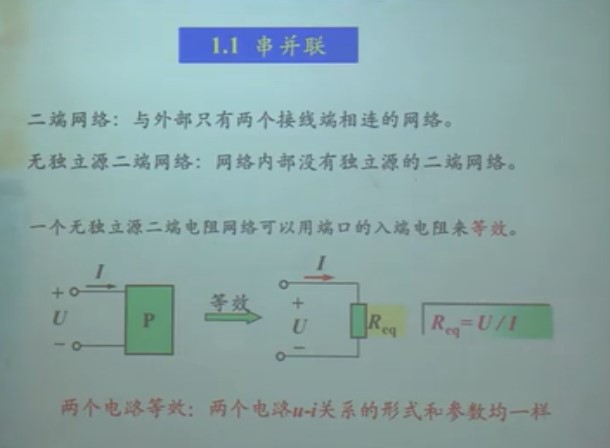 1.1 串并联
二端网络：与外部只有两个接线端相连的网络。
无独立源二端网络：网络内部没有独立源的二端网络。
一个无独立源二端电阻网络可以用端口的入端电阻来等效。
I
+
U
−
P
等效
I
+
U
−
Req
Req=U/I
两个电路等效：两个电路u-i关系的形式和参数均一样